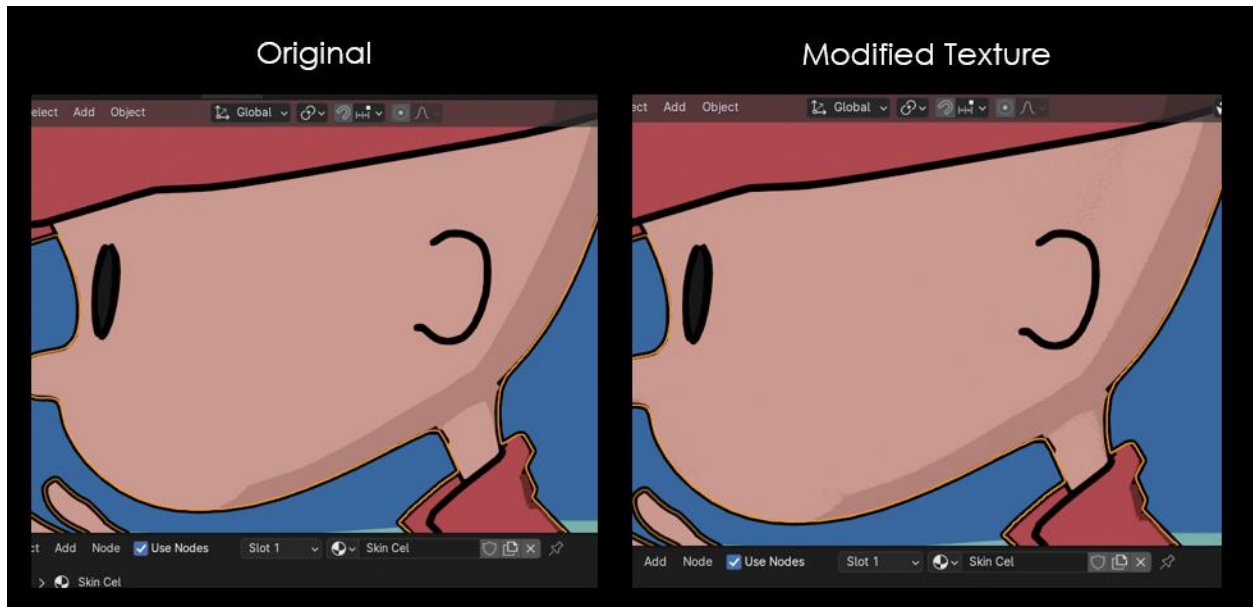 Original
Modified Texture
elect Add Object Global
ect Add Object Global
ct Add Node Use Nodes Slot 1 Skin Cel
Add Node Use Nodes Slot 1 Skin Cel
> Skin Cel